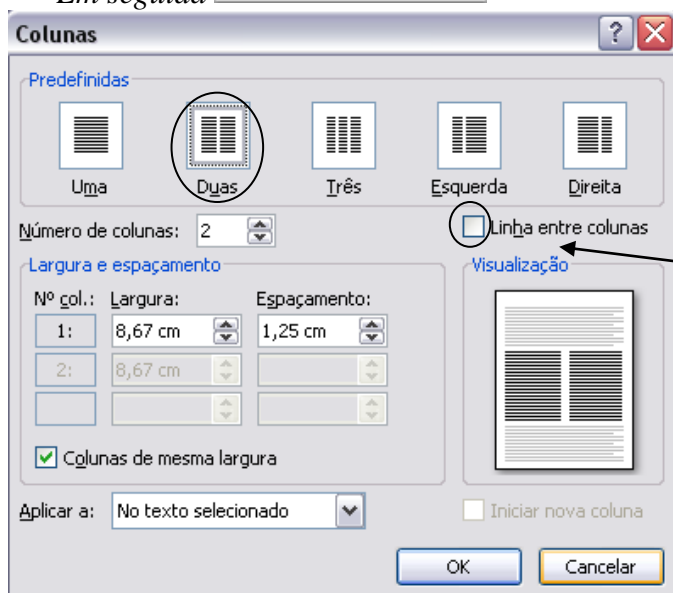 Em seguida
Colunas
Predefinidas
Uma Duas Três Esquerda Direita
Número de colunas: 2 Linha entre colunas
Largura e espaçamento Visualização
Nº col.: Largura: Espaçamento:
1: 8,67 cm 1,25 cm
2: 8,67 cm
Colunas de mesma largura
Aplicar a: No texto selecionado Iniciar nova coluna
OK Cancelar